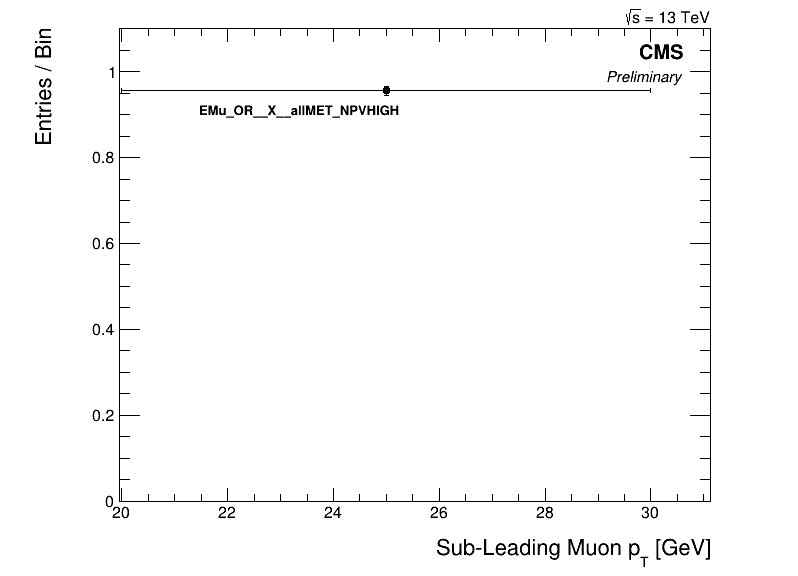 √s = 13 TeV
CMS
Preliminary
EMu_OR__X__allMET_NPVHIGH
Entries / Bin
1
0.8
0.6
0.4
0.2
0
20 22 24 26 28 30
Sub-Leading Muon pT [GeV]